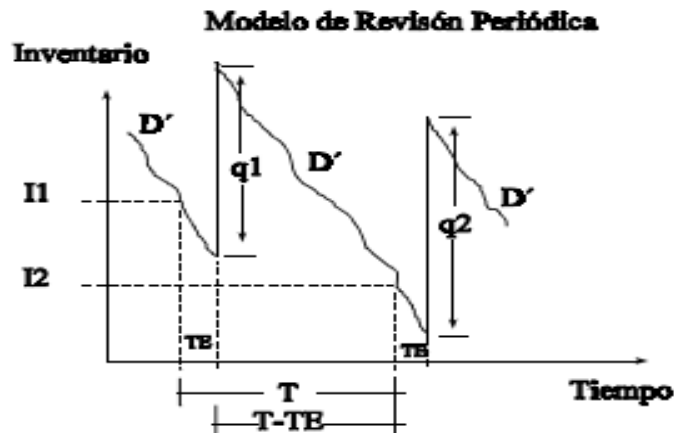 Modelo de Revisón Periódica
Inventario
D´
q1
D´
I1
q2
D´
I2
TE
TE
T
Tiempo
T-TE